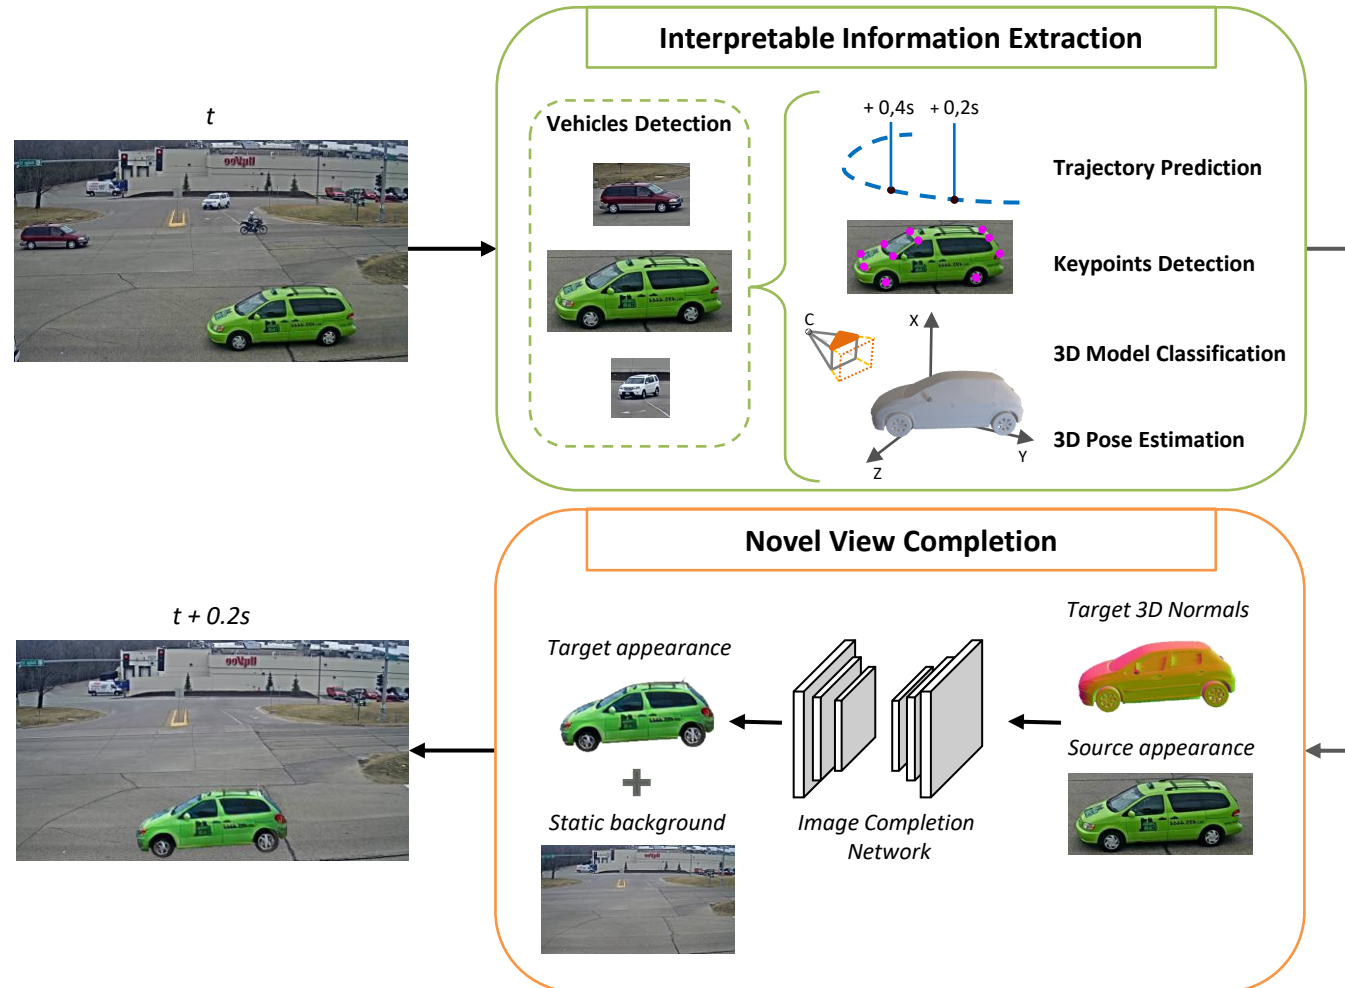 Interpretable Information Extraction
t
Vehicles Detection
+ 0,4s
+ 0,2s
Trajectory Prediction
Keypoints Detection
C
X
3D Model Classification
3D Pose Estimation
Y
Z
Novel View Completion
t + 0.2s
Target appearance
Target 3D Normals
Source appearance
Static background
Image Completion
Network
HyVee